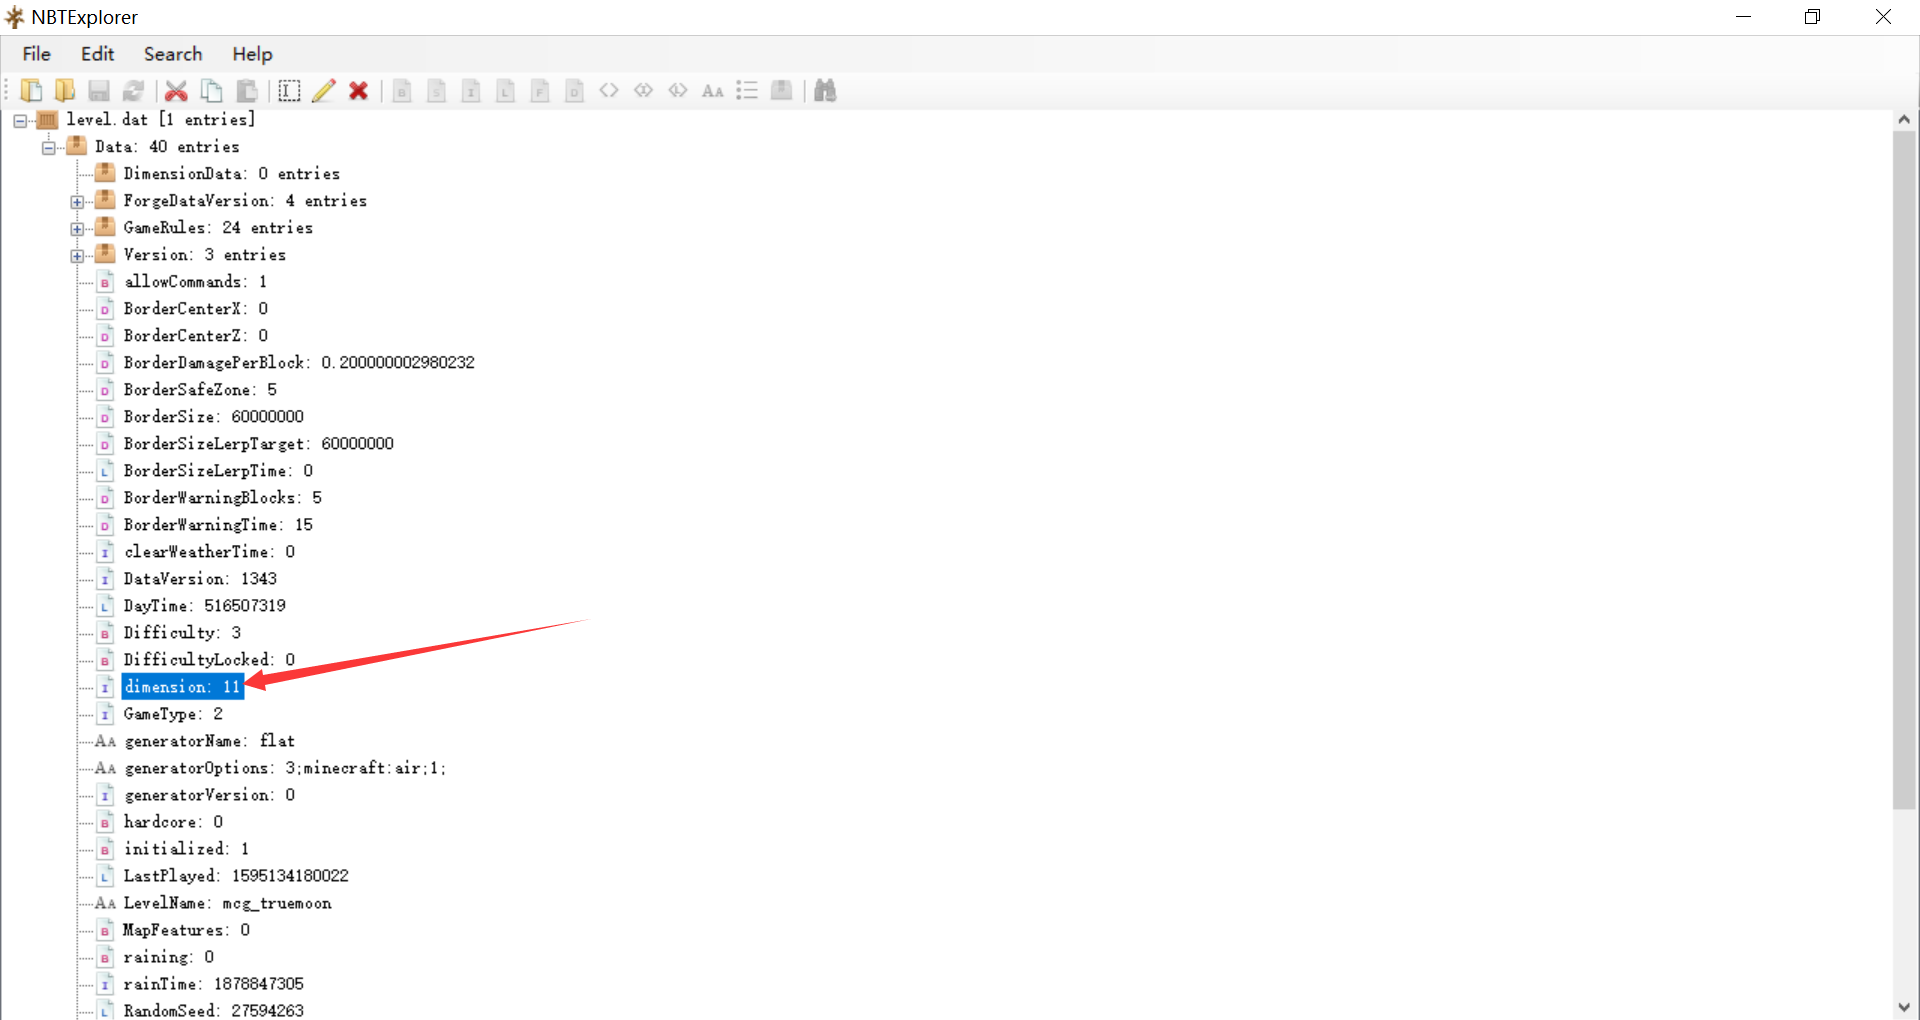 NBTExplorer
File Edit Search Help
level.dat [1 entries]
Data: 40 entries
DimensionData: 0 entries
ForgeDataVersion: 4 entries
GameRules: 24 entries
Version: 3 entries
allowCommands: 1
BorderCenterX: 0
BorderCenterZ: 0
BorderDamagePerBlock: 0.200000002980232
BorderSafeZone: 5
BorderSize: 60000000
BorderSizeLerpTarget: 60000000
BorderSizeLerpTime: 0
BorderWarningBlocks: 5
BorderWarningTime: 15
clearWeatherTime: 0
DataVersion: 1343
DayTime: 516507319
Difficulty: 3
DifficultyLocked: 0
dimension: 11
GameType: 2
generatorName: flat
generatorOptions: 3;minecraft:air;1;
generatorVersion: 0
hardcore: 0
initialized: 1
LastPlayed: 1595134180022
LevelName: mcg_truemoon
MapFeatures: 0
raining: 0
rainTime: 1878847305
RandomSeed: 27594263